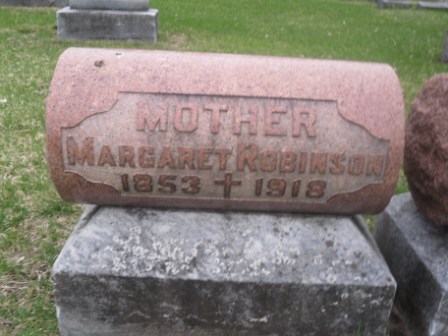 MOTHER
MARGARET ROBINSON
1853 ✝ 1918